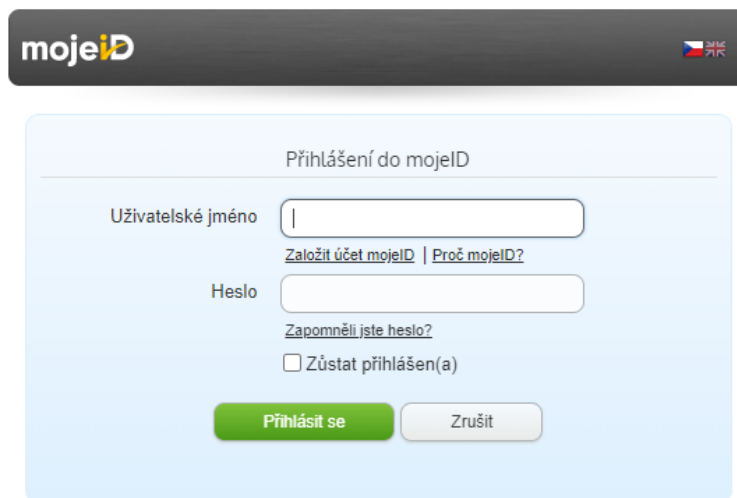 mojeID
Přihlášení do mojeID
Uživatelské jméno
Založit účet mojeID | Proč mojeID?
Heslo
Zapomněli jste heslo?
Zůstat přihlášen(a)
Přihlásit se
Zrušit